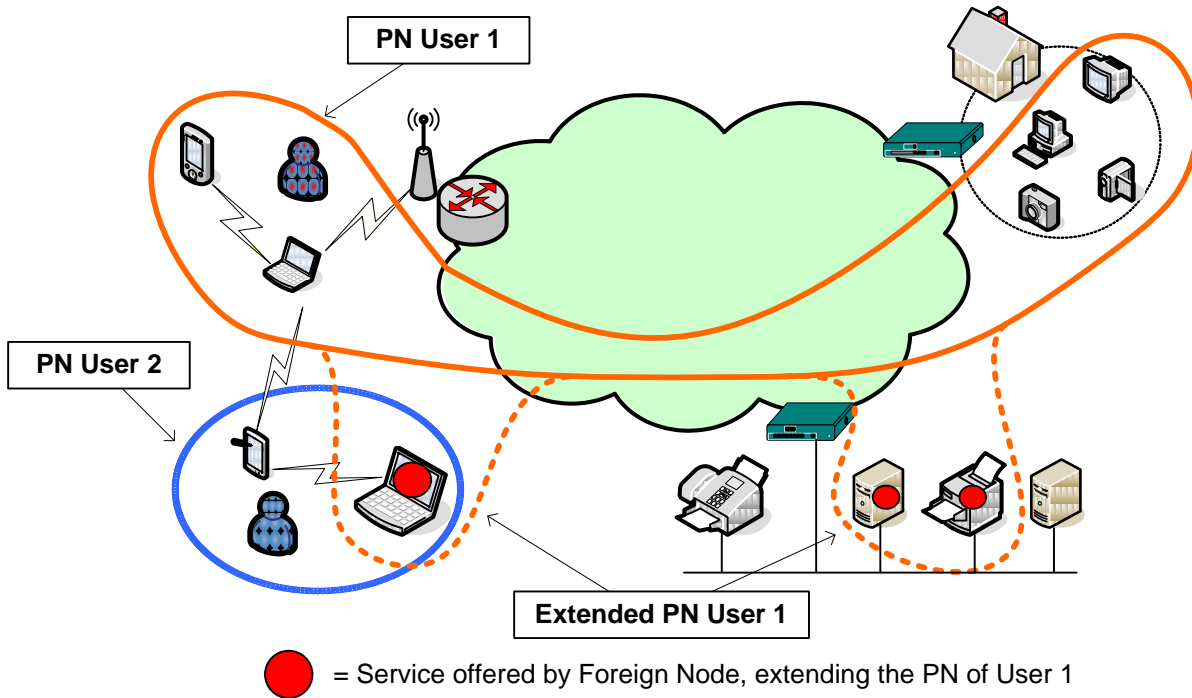 PN User 1
PN User 2
Extended PN User 1
= Service offered by Foreign Node, extending the PN of User 1